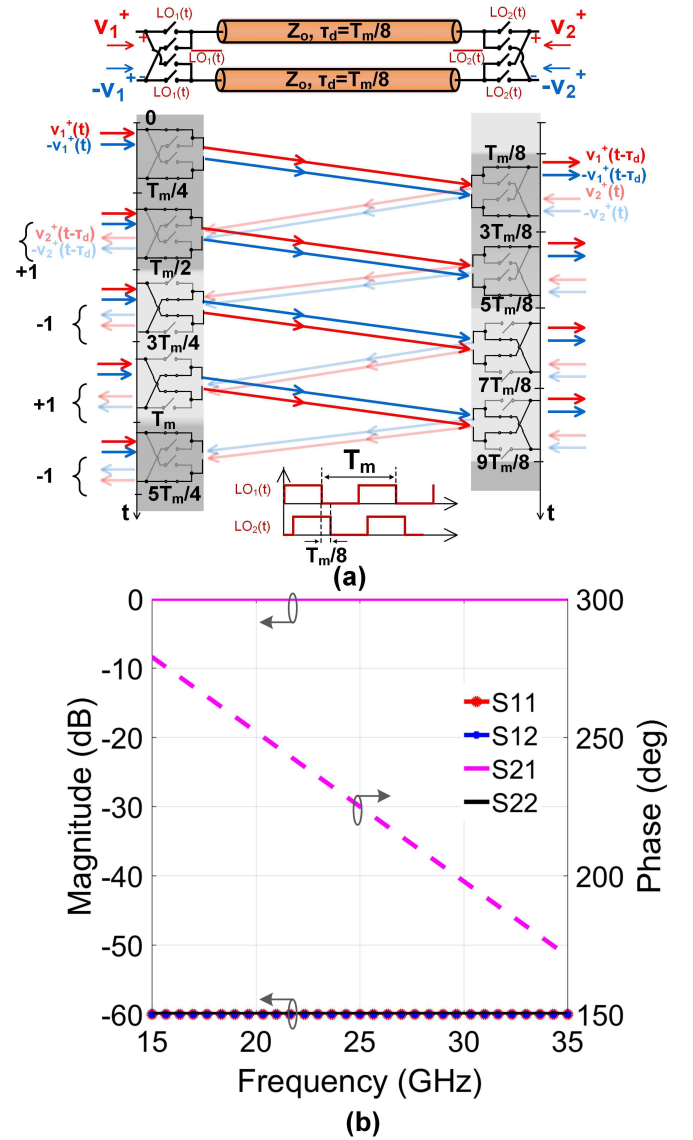 LO₁(t) LO₂(t)
v₁⁺ Z₀, τd=Tm/8 v₂⁺
+ +
LO₁(t) LO₂(t)
-v₁⁺ - Z₀, τd=Tm/8 - -v₂⁺
LO₁(t) LO₂(t)
0
v₁⁺(t)
-v₁⁺(t)
Tm/8
v₁⁺(t-τd)
-v₁⁺(t-τd)
Tm/4
v₂⁺(t)
-v₂⁺(t)
v₂⁺(t-τd)
-v₂⁺(t-τd)
3Tm/8
+1
Tm/2
5Tm/8
-1
3Tm/4
7Tm/8
+1
Tm
9Tm/8
-1
5Tm/4
Tm
LO₁(t)
LO₂(t)
t t
Tm/8
(a)
0 300
-10
S11
-20 250
S12
S21
-30
S22
-40 200
-50
-60 150
Magnitude (dB)
Phase (deg)
15 20 25 30 35
Frequency (GHz)
(b)